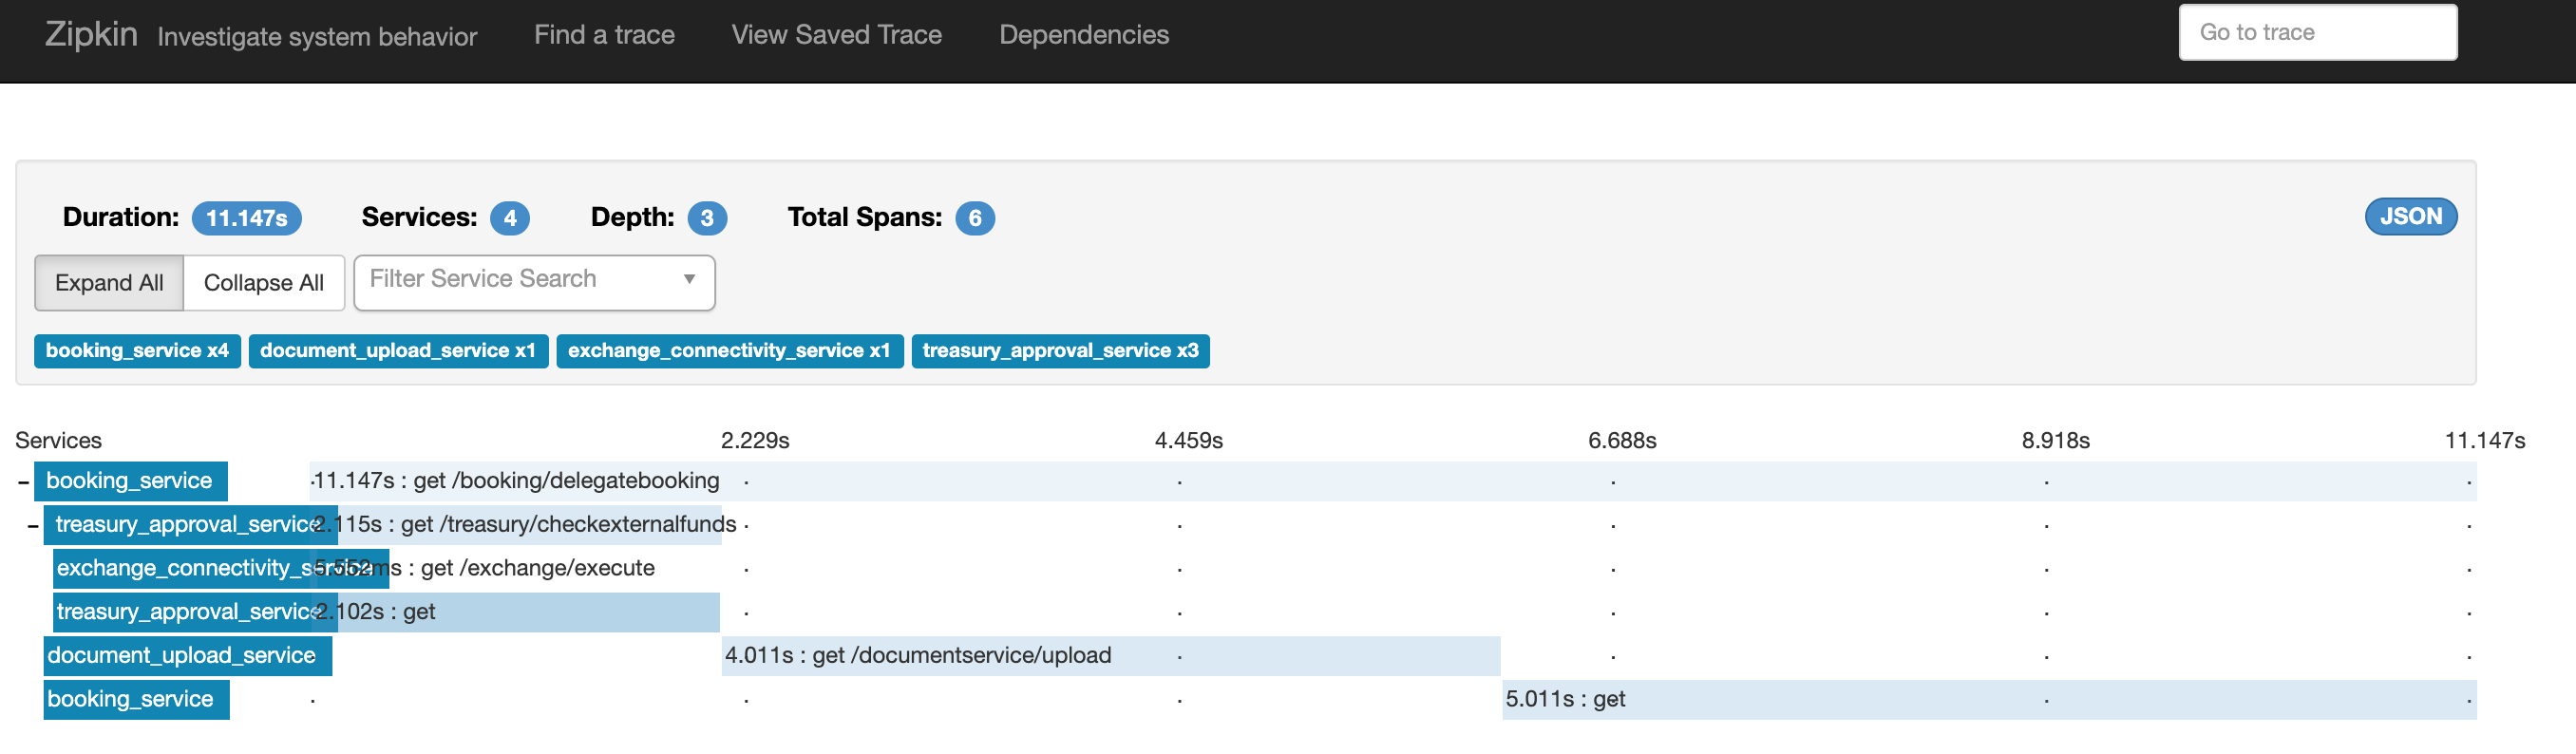 Zipkin Investigate system behavior Find a trace View Saved Trace Dependencies Go to trace
Duration: 11.147s Services: 4 Depth: 3 Total Spans: 6 JSON
Expand All Collapse All Filter Service Search
booking_service x4 document_upload_service x1 exchange_connectivity_service x1 treasury_approval_service x3
Services 2.229s 4.459s 6.688s 8.918s 11.147s
booking_service 11.147s : get /booking/delegatebooking
treasury_approval_service 2.115s : get /treasury/checkexternalfunds
exchange_connectivity_service 5.552ms : get /exchange/execute
treasury_approval_service 2.102s : get
document_upload_service 4.011s : get /documentservice/upload
booking_service 5.011s : get